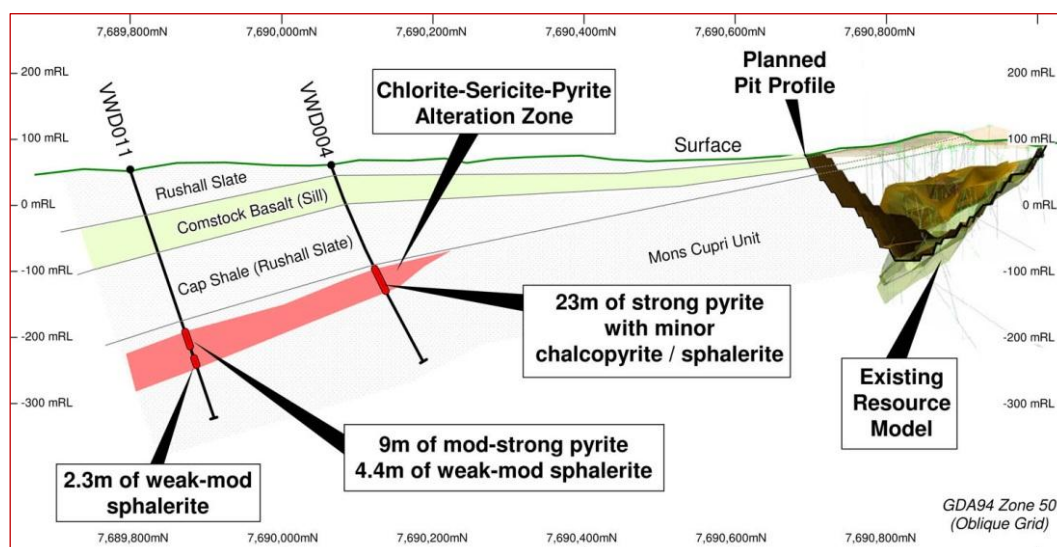 7,689,800mN
7,690,000mN
7,690,200mN
7,690,400mN
7,690,600mN
7,690,800mN
200 mRL
100 mRL
0 mRL
-100 mRL
-200 mRL
-300 mRL
VWD011
VWD004
Chlorite-Sericite-Pyrite
Alteration Zone
Planned
Pit Profile
Surface
Rushall Slate
Comstock Basalt (Sill)
Cap Shale (Rushall Slate)
Mons Cupri Unit
200 mRL
100 mRL
0 mRL
-100 mRL
-200 mRL
-300 mRL
23m of strong pyrite
with minor
chalcopyrite / sphalerite
Existing
Resource
Model
9m of mod-strong pyrite
4.4m of weak-mod sphalerite
2.3m of weak-mod
sphalerite
GDA94 Zone 50
(Oblique Grid)
7,689,800mN
7,690,000mN
7,690,200mN
7,690,400mN
7,690,600mN
7,690,800mN